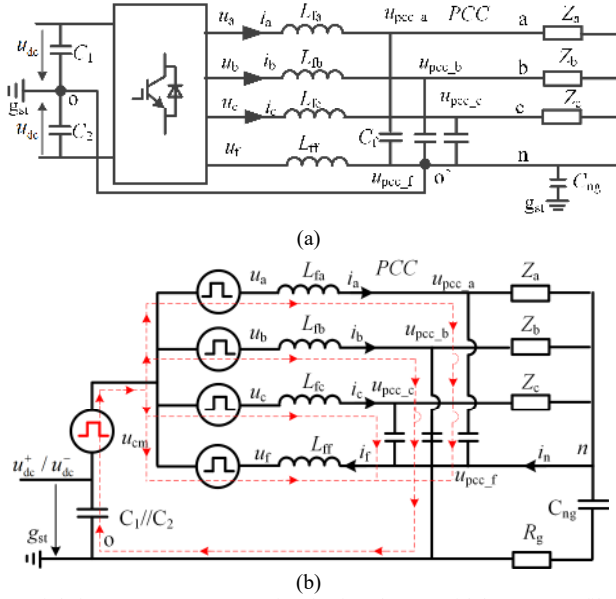 u_a i_a L_fa u_pcc_a PCC a Z_a
u_dc C_1
u_b i_b L_fb u_pcc_b b Z_b
g_st o
u_c i_c L_fc u_pcc_c c Z_c
u_dc C_2 C_f
u_f L_ff n
u_pcc_f o` C_ng
g_st
(a)
u_a L_fa i_a PCC u_pcc_a Z_a
u_b L_fb i_b u_pcc_b Z_b
u_c L_fc i_c u_pcc_c Z_c
u_cm
u_f L_ff i_f i_n n
u_dc^+ / u_dc^- u_pcc_f
C_1//C_2 C_ng
g_st o R_g
(b)